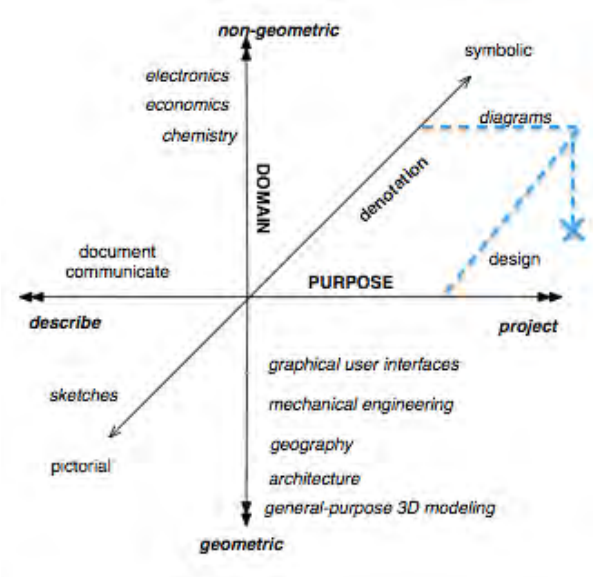 non-geometric
symbolic
electronics
economics
chemistry
diagrams
DOMAIN
denotation
document
communicate
design
PURPOSE
describe
project
graphical user interfaces
sketches
mechanical engineering
geography
pictorial
architecture
general-purpose 3D modeling
geometric